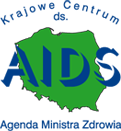 Krajowe Centrum
ds.
AIDS
Agenda Ministra Zdrowia